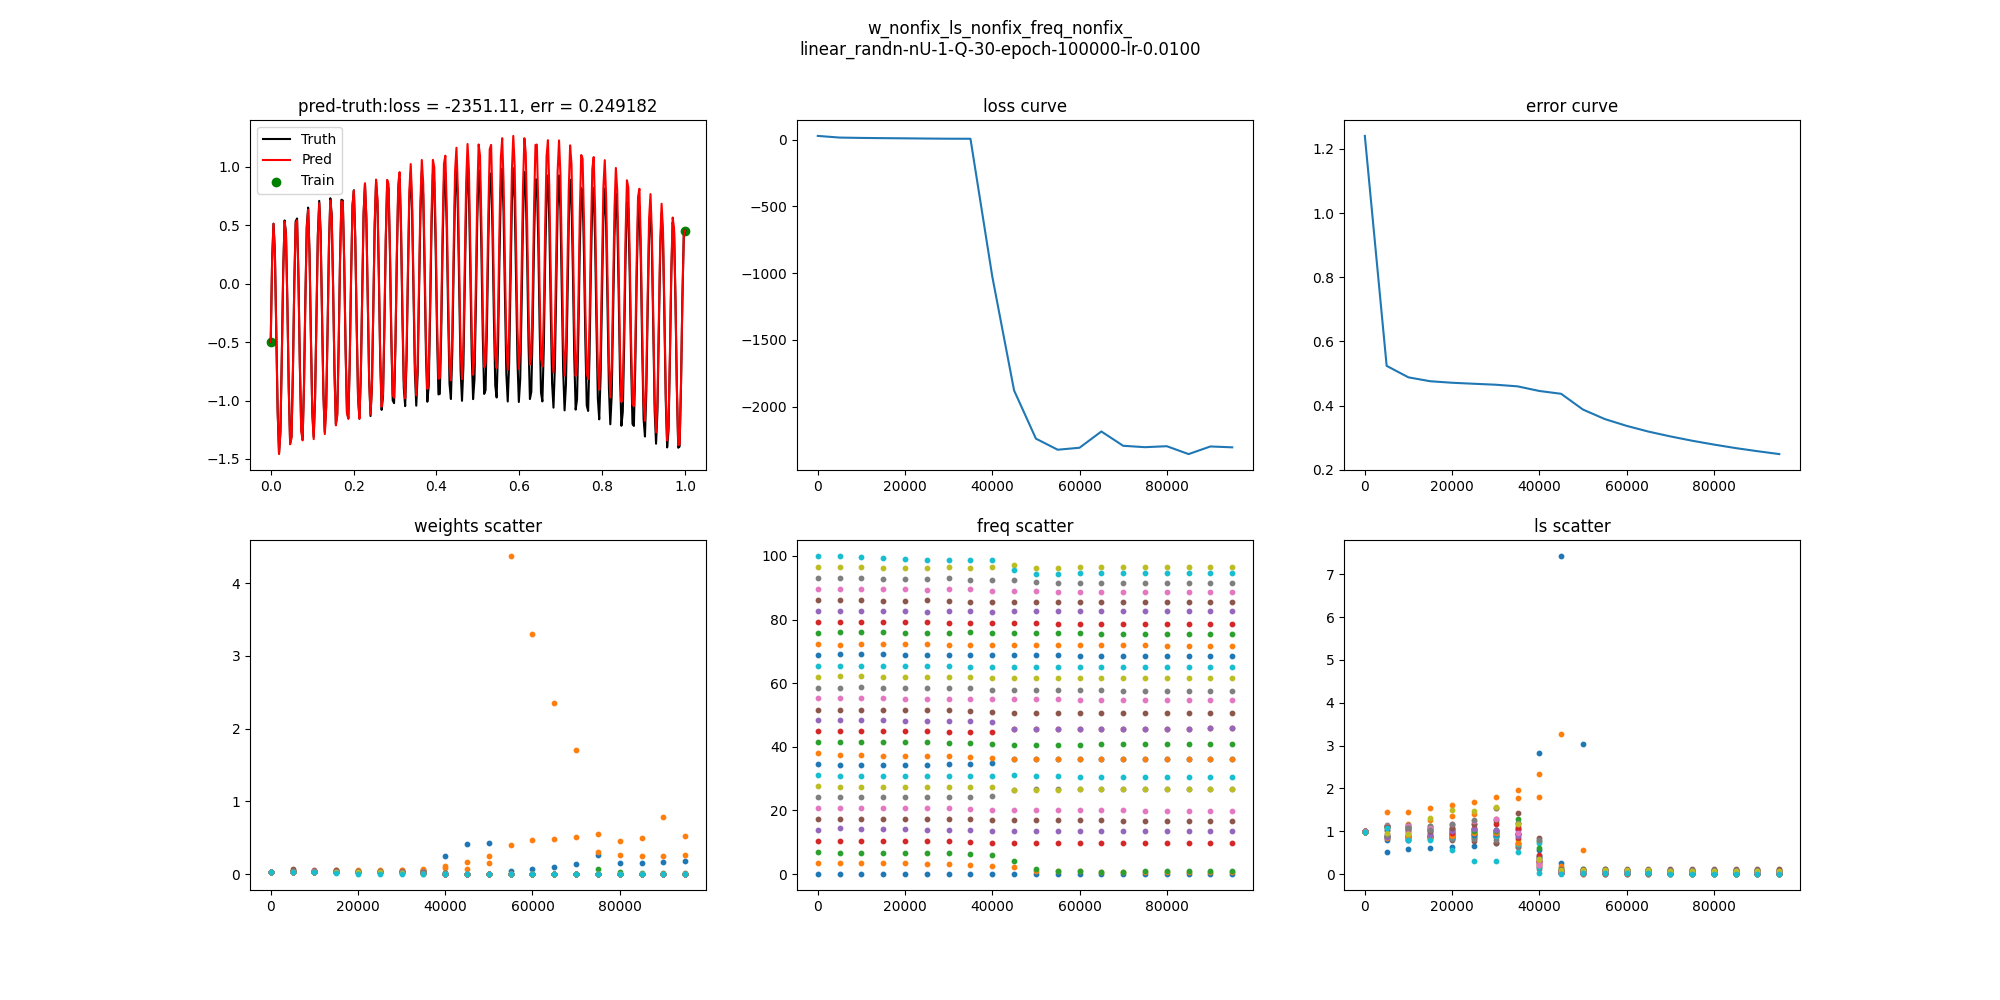 w_nonfix_ls_nonfix_freq_nonfix_
linear_randn-nU-1-Q-30-epoch-100000-lr-0.0100
pred-truth:loss = -2351.11, err = 0.249182
Truth
Pred
Train
1.0
0.5
0.0
−0.5
−1.0
−1.5
0.0 0.2 0.4 0.6 0.8 1.0
loss curve
0
−500
−1000
−1500
−2000
0 20000 40000 60000 80000
error curve
1.2
1.0
0.8
0.6
0.4
0.2
0 20000 40000 60000 80000
weights scatter
4
3
2
1
0
0 20000 40000 60000 80000
freq scatter
100
80
60
40
20
0
0 20000 40000 60000 80000
ls scatter
7
6
5
4
3
2
1
0
0 20000 40000 60000 80000